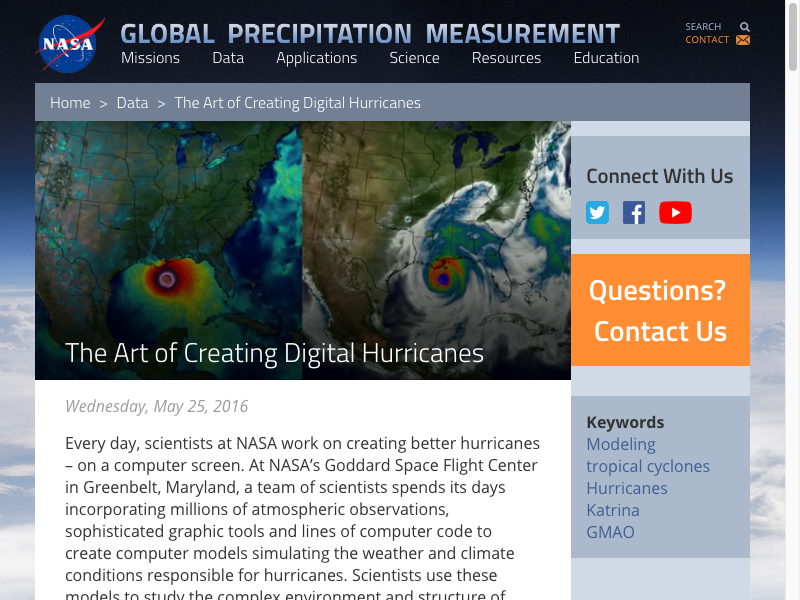 NASA
GLOBAL PRECIPITATION MEASUREMENT
SEARCH
CONTACT
Missions Data Applications Science Resources Education
Home > Data > The Art of Creating Digital Hurricanes
The Art of Creating Digital Hurricanes
Wednesday, May 25, 2016
Every day, scientists at NASA work on creating better hurricanes
– on a computer screen. At NASA's Goddard Space Flight Center
in Greenbelt, Maryland, a team of scientists spends its days
incorporating millions of atmospheric observations,
sophisticated graphic tools and lines of computer code to
create computer models simulating the weather and climate
conditions responsible for hurricanes. Scientists use these
models to study the complex environment and structure of
Connect With Us
Questions?
Contact Us
Keywords
Modeling
tropical cyclones
Hurricanes
Katrina
GMAO